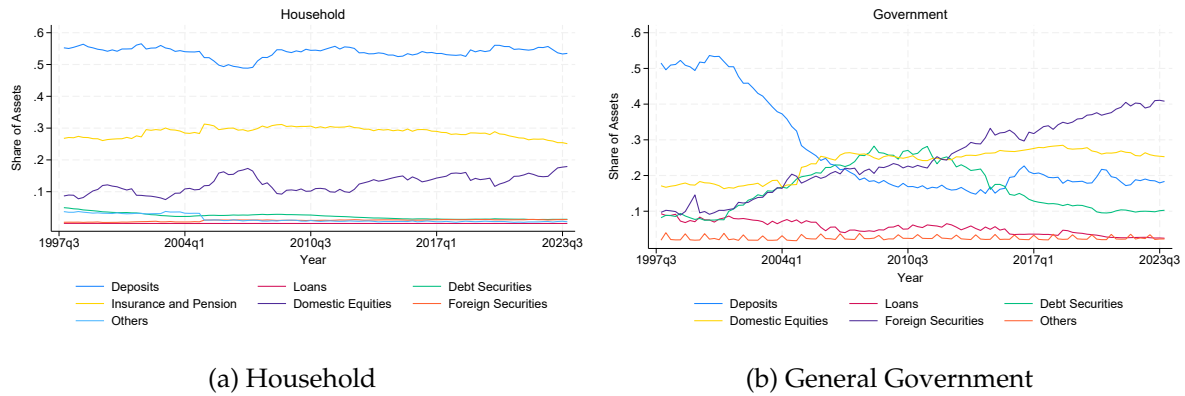 Household
.6
.5
.4
.3
.2
.1
Share of Assets
1997q3 2004q1 2010q3 2017q1 2023q3
Year
Deposits Loans Debt Securities
Insurance and Pension Domestic Equities Foreign Securities
Others
(a) Household
Government
.6
.5
.4
.3
.2
.1
Share of Assets
1997q3 2004q1 2010q3 2017q1 2023q3
Year
Deposits Loans Debt Securities
Domestic Equities Foreign Securities Others
(b) General Government